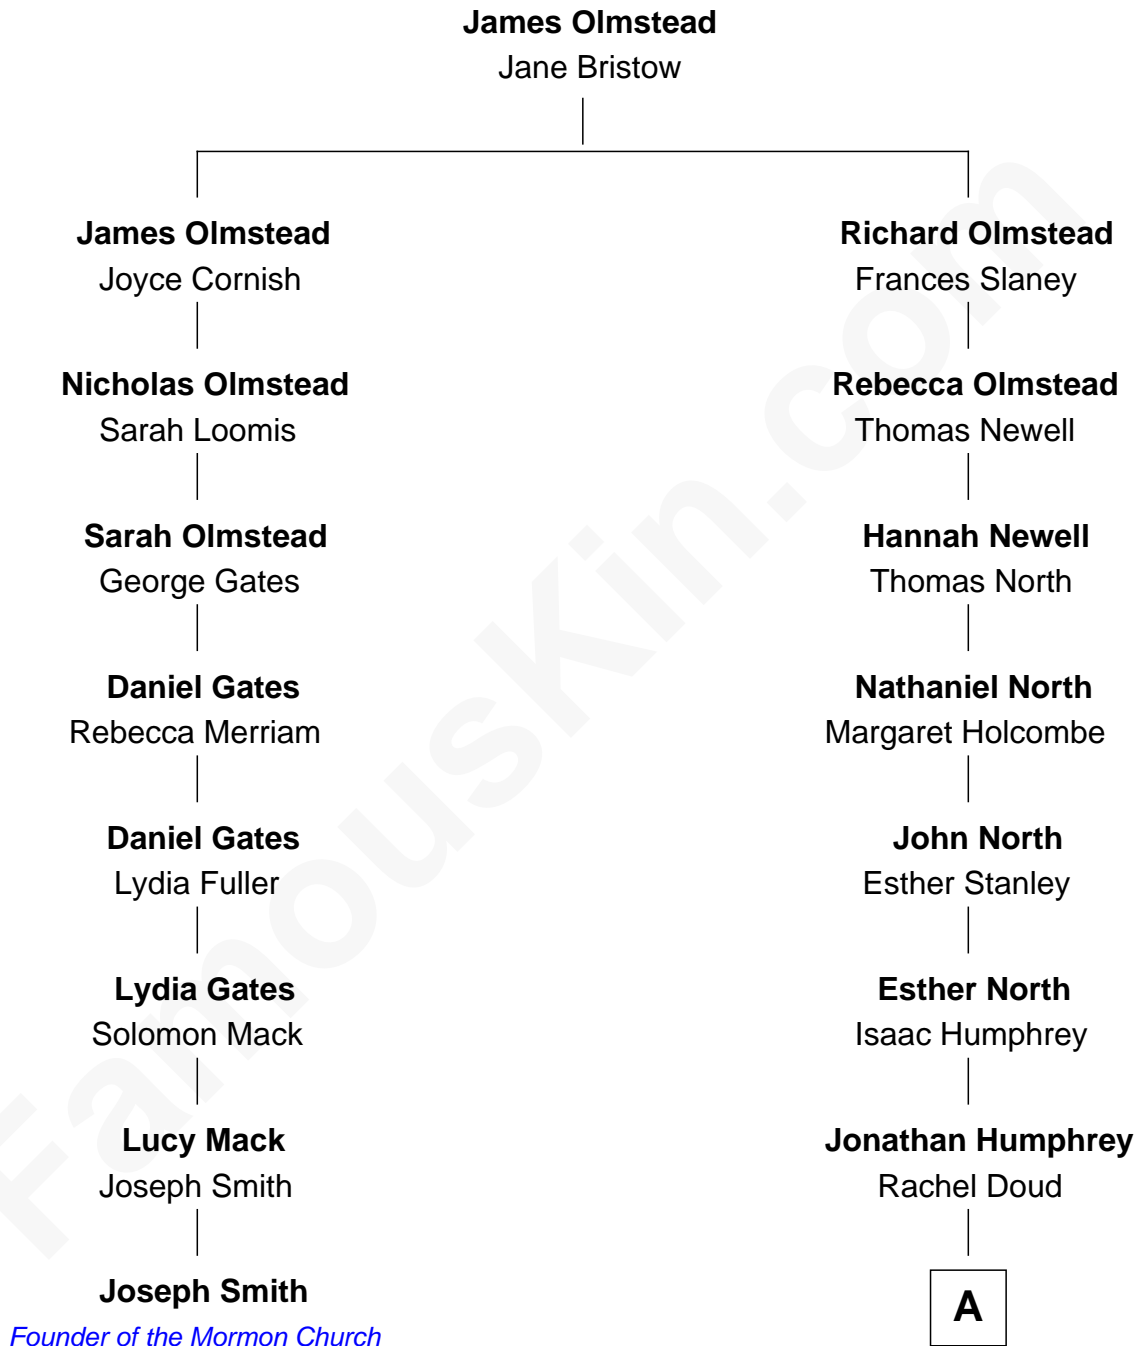 James Olmstead
Jane Bristow
James Olmstead
Joyce Cornish
Richard Olmstead
Frances Slaney
Nicholas Olmstead
Sarah Loomis
Rebecca Olmstead
Thomas Newell
Sarah Olmstead
George Gates
Hannah Newell
Thomas North
Daniel Gates
Rebecca Merriam
Nathaniel North
Margaret Holcombe
Daniel Gates
Lydia Fuller
John North
Esther Stanley
Lydia Gates
Solomon Mack
Esther North
Isaac Humphrey
Lucy Mack
Joseph Smith
Jonathan Humphrey
Rachel Doud
Joseph Smith
Founder of the Mormon Church
A
FamousKin.com